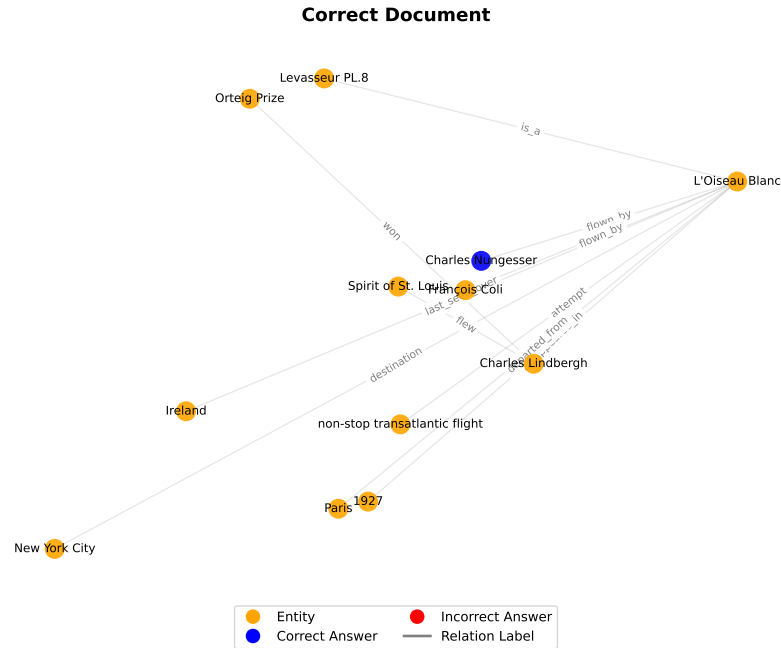 Correct Document
Levasseur PL.8
Orteig Prize
is_a
L'Oiseau Blanc
flown_by
won
flown_by
Charles Nungesser
Spirit of St. Louis
François Coli
attempt
flew
destination
departed_from
Charles Lindbergh
Ireland
non-stop transatlantic flight
1927
Paris
New York City
Entity
Incorrect Answer
Correct Answer
Relation Label